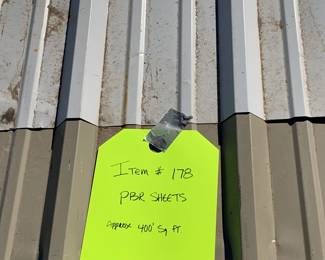 Item # 178
PBR SHEETS
Approx 400' Sq FT.